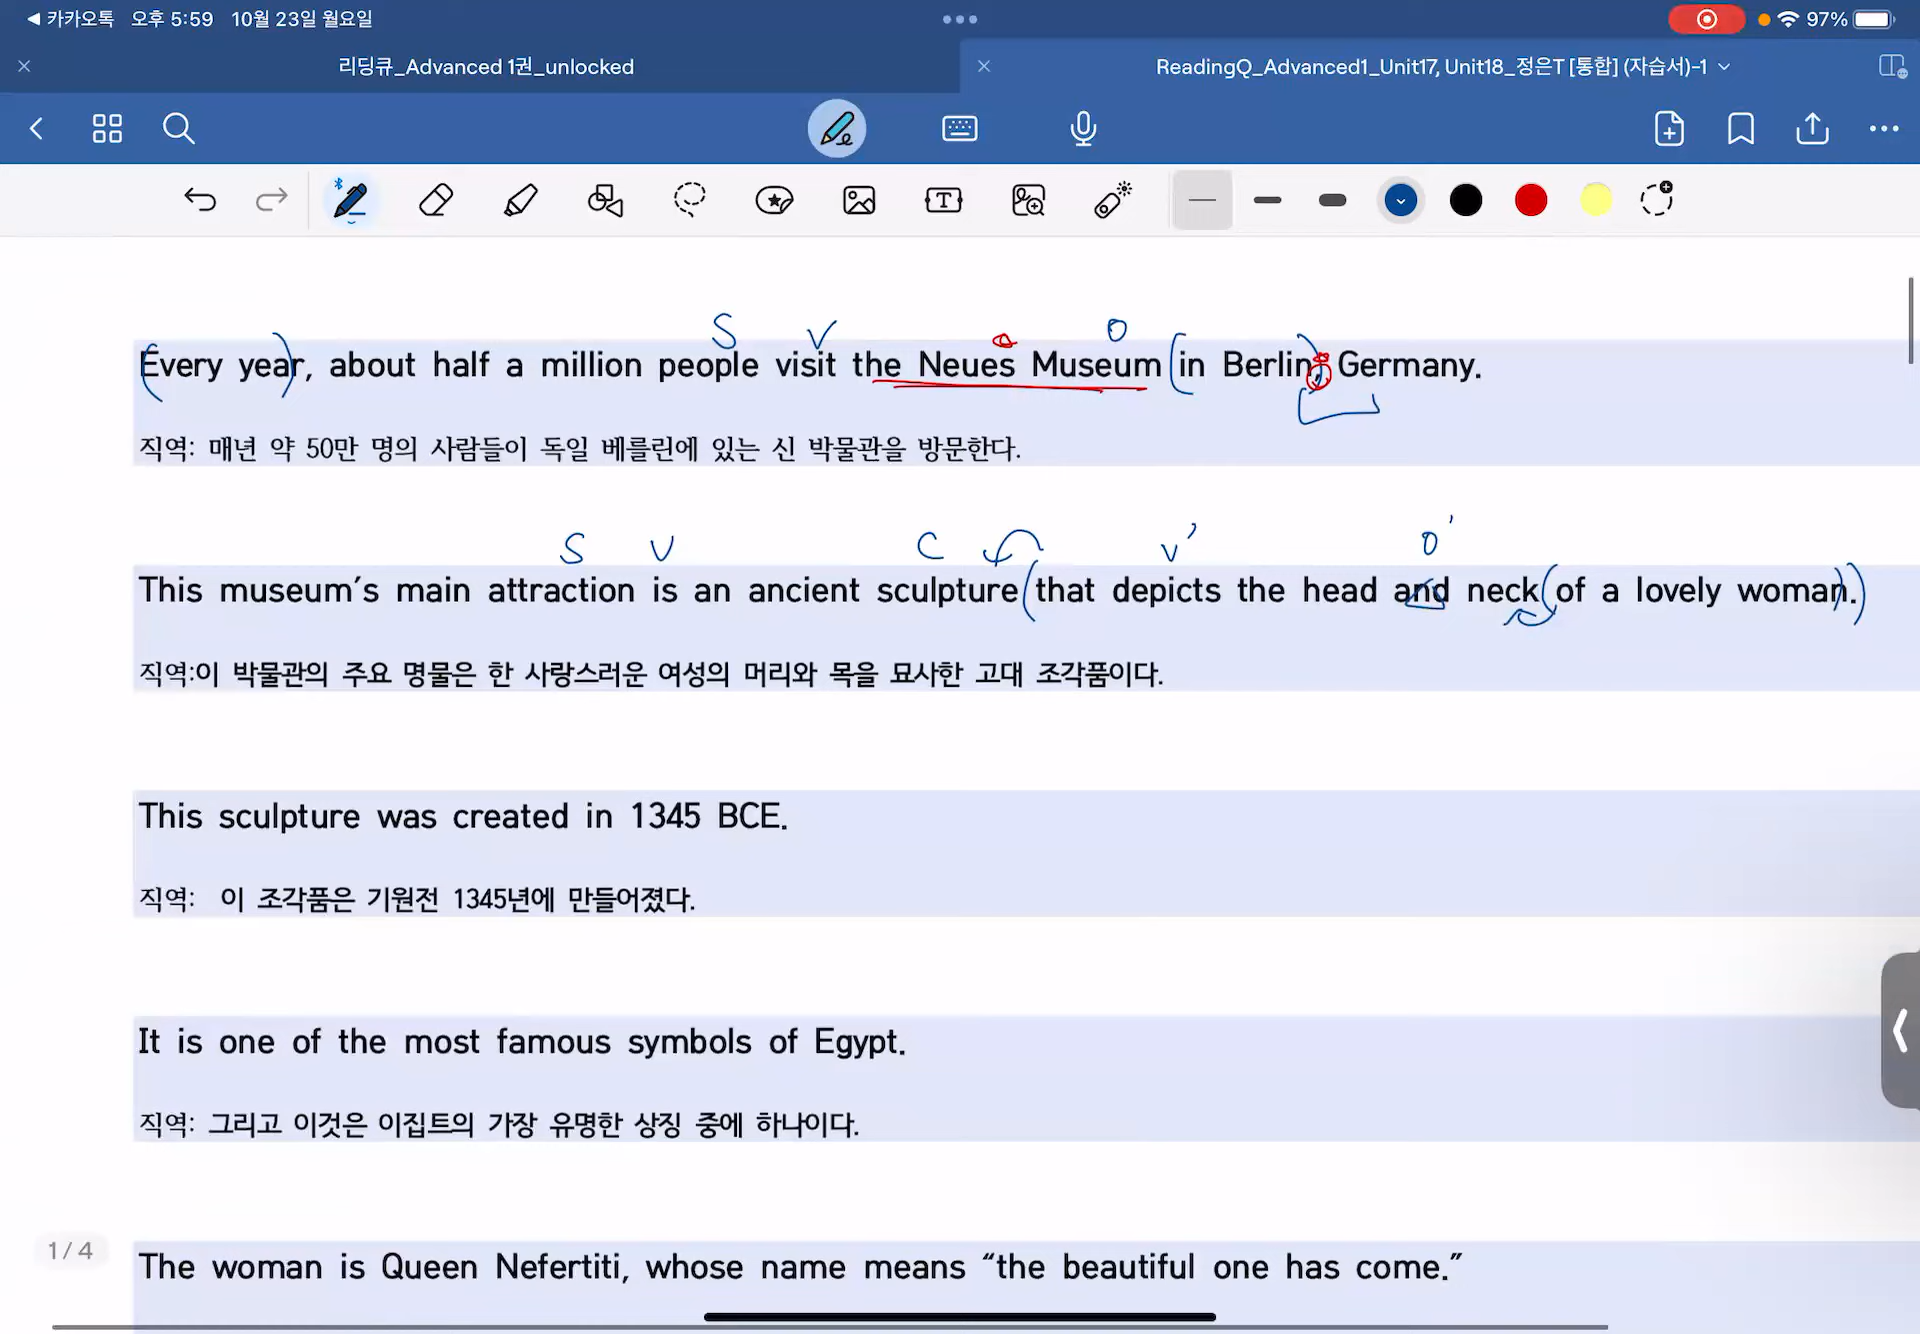 ◀ 카카오톡 오후 5:59 10월 23일 월요일 97%
리딩큐_Advanced 1권_unlocked
ReadingQ_Advanced1_Unit17, Unit18_정은T [통합] (자습서)-1
S V O
Every year, about half a million people visit the Neues Museum in Berlin, Germany.
직역: 매년 약 50만 명의 사람들이 독일 베를린에 있는 신 박물관을 방문한다.
S V C V' O'
This museum's main attraction is an ancient sculpture (that depicts the head and neck (of a lovely woman).)
직역:이 박물관의 주요 명물은 한 사랑스러운 여성의 머리와 목을 묘사한 고대 조각품이다.
This sculpture was created in 1345 BCE.
직역: 이 조각품은 기원전 1345년에 만들어졌다.
It is one of the most famous symbols of Egypt.
직역: 그리고 이것은 이집트의 가장 유명한 상징 중에 하나이다.
1 / 4
The woman is Queen Nefertiti, whose name means “the beautiful one has come.”